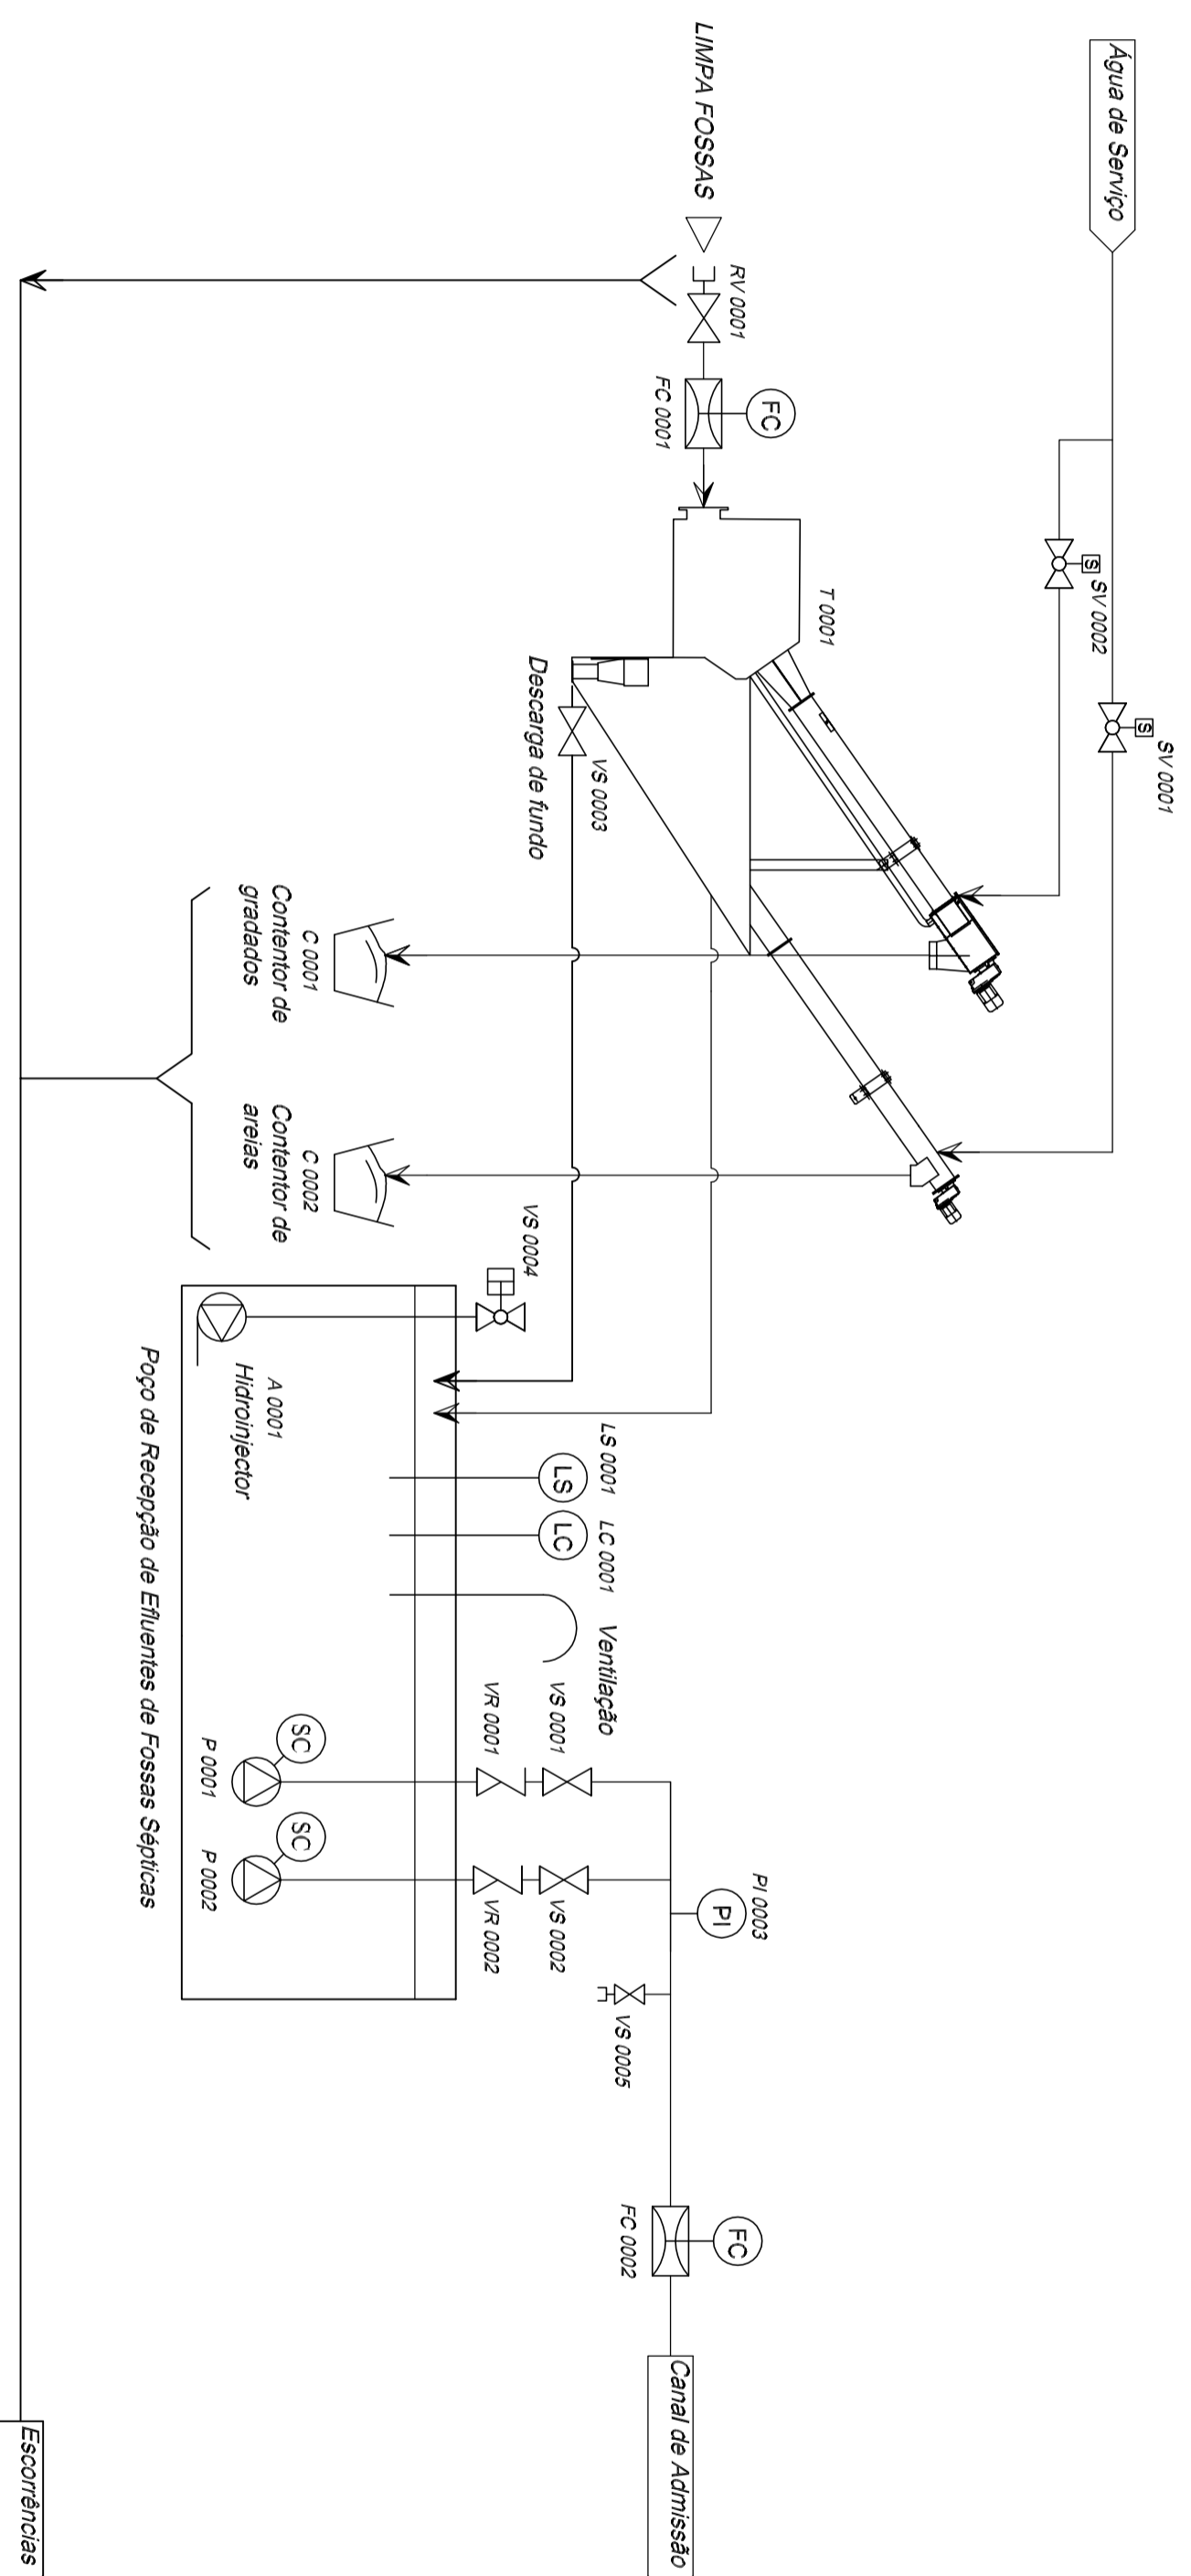 Água de Serviço
SV 0001
SV 0002
S
S
LIMPA FOSSAS
RV 0001
FC
FC 0001
T 0001
Descarga de fundo
VS 0003
C 0001
Contentor de
gradados
C 0002
Contentor de
areias
VS 0004
A 0001
Hidroinjector
LS 0001
LS
LC 0001
LC
Ventilação
VS 0001
VR 0001
SC
P 0001
VS 0002
VR 0002
SC
P 0002
PI 0003
PI
VS 0005
FC
FC 0002
Canal de Admissão
Poço de Recepção de Efluentes de Fossas Sépticas
Escorrências